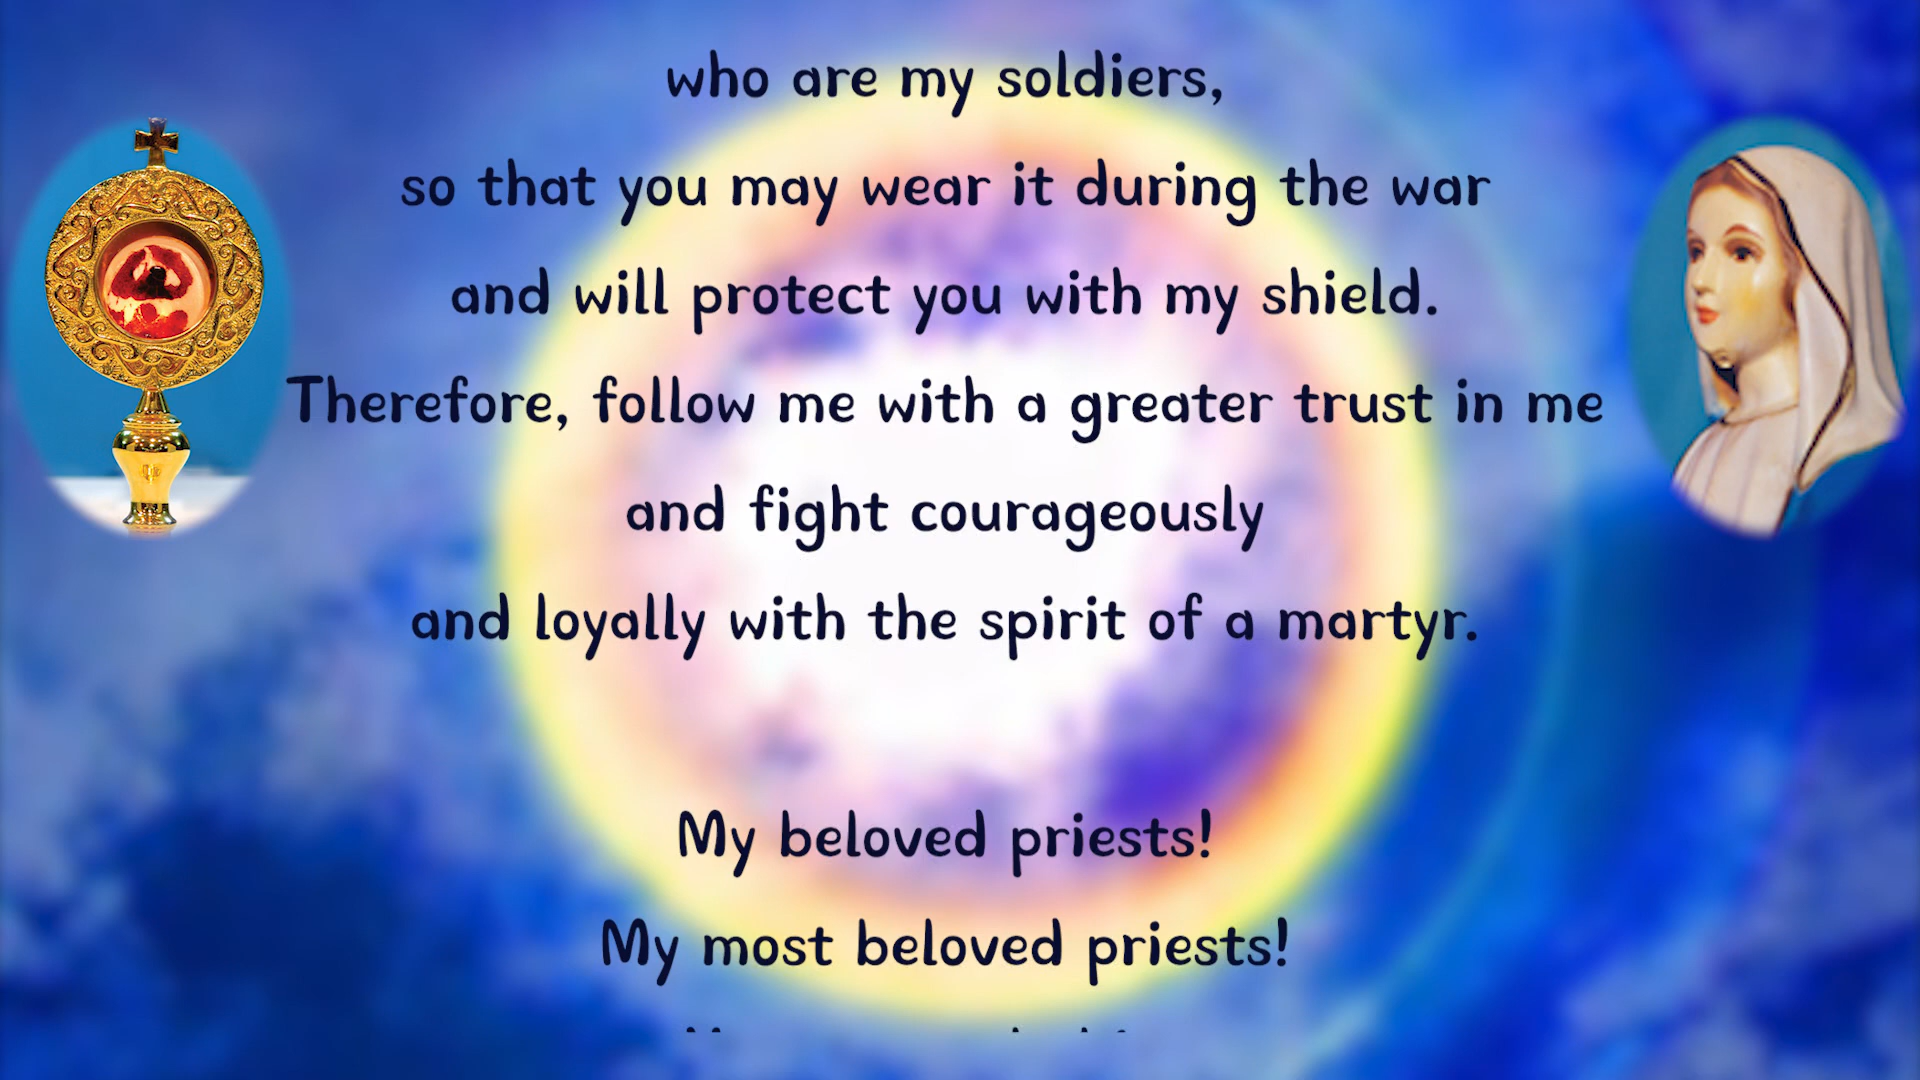 who are my soldiers,
so that you may wear it during the war
and will protect you with my shield.
Therefore, follow me with a greater trust in me
and fight courageously
and loyally with the spirit of a martyr.
My beloved priests!
My most beloved priests!